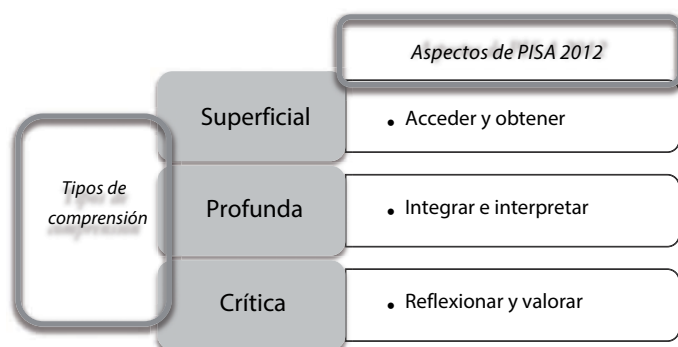 Aspectos de PISA 2012
Superficial
• Acceder y obtener
Tipos de
comprensión
Profunda
• Integrar e interpretar
Crítica
• Reflexionar y valorar